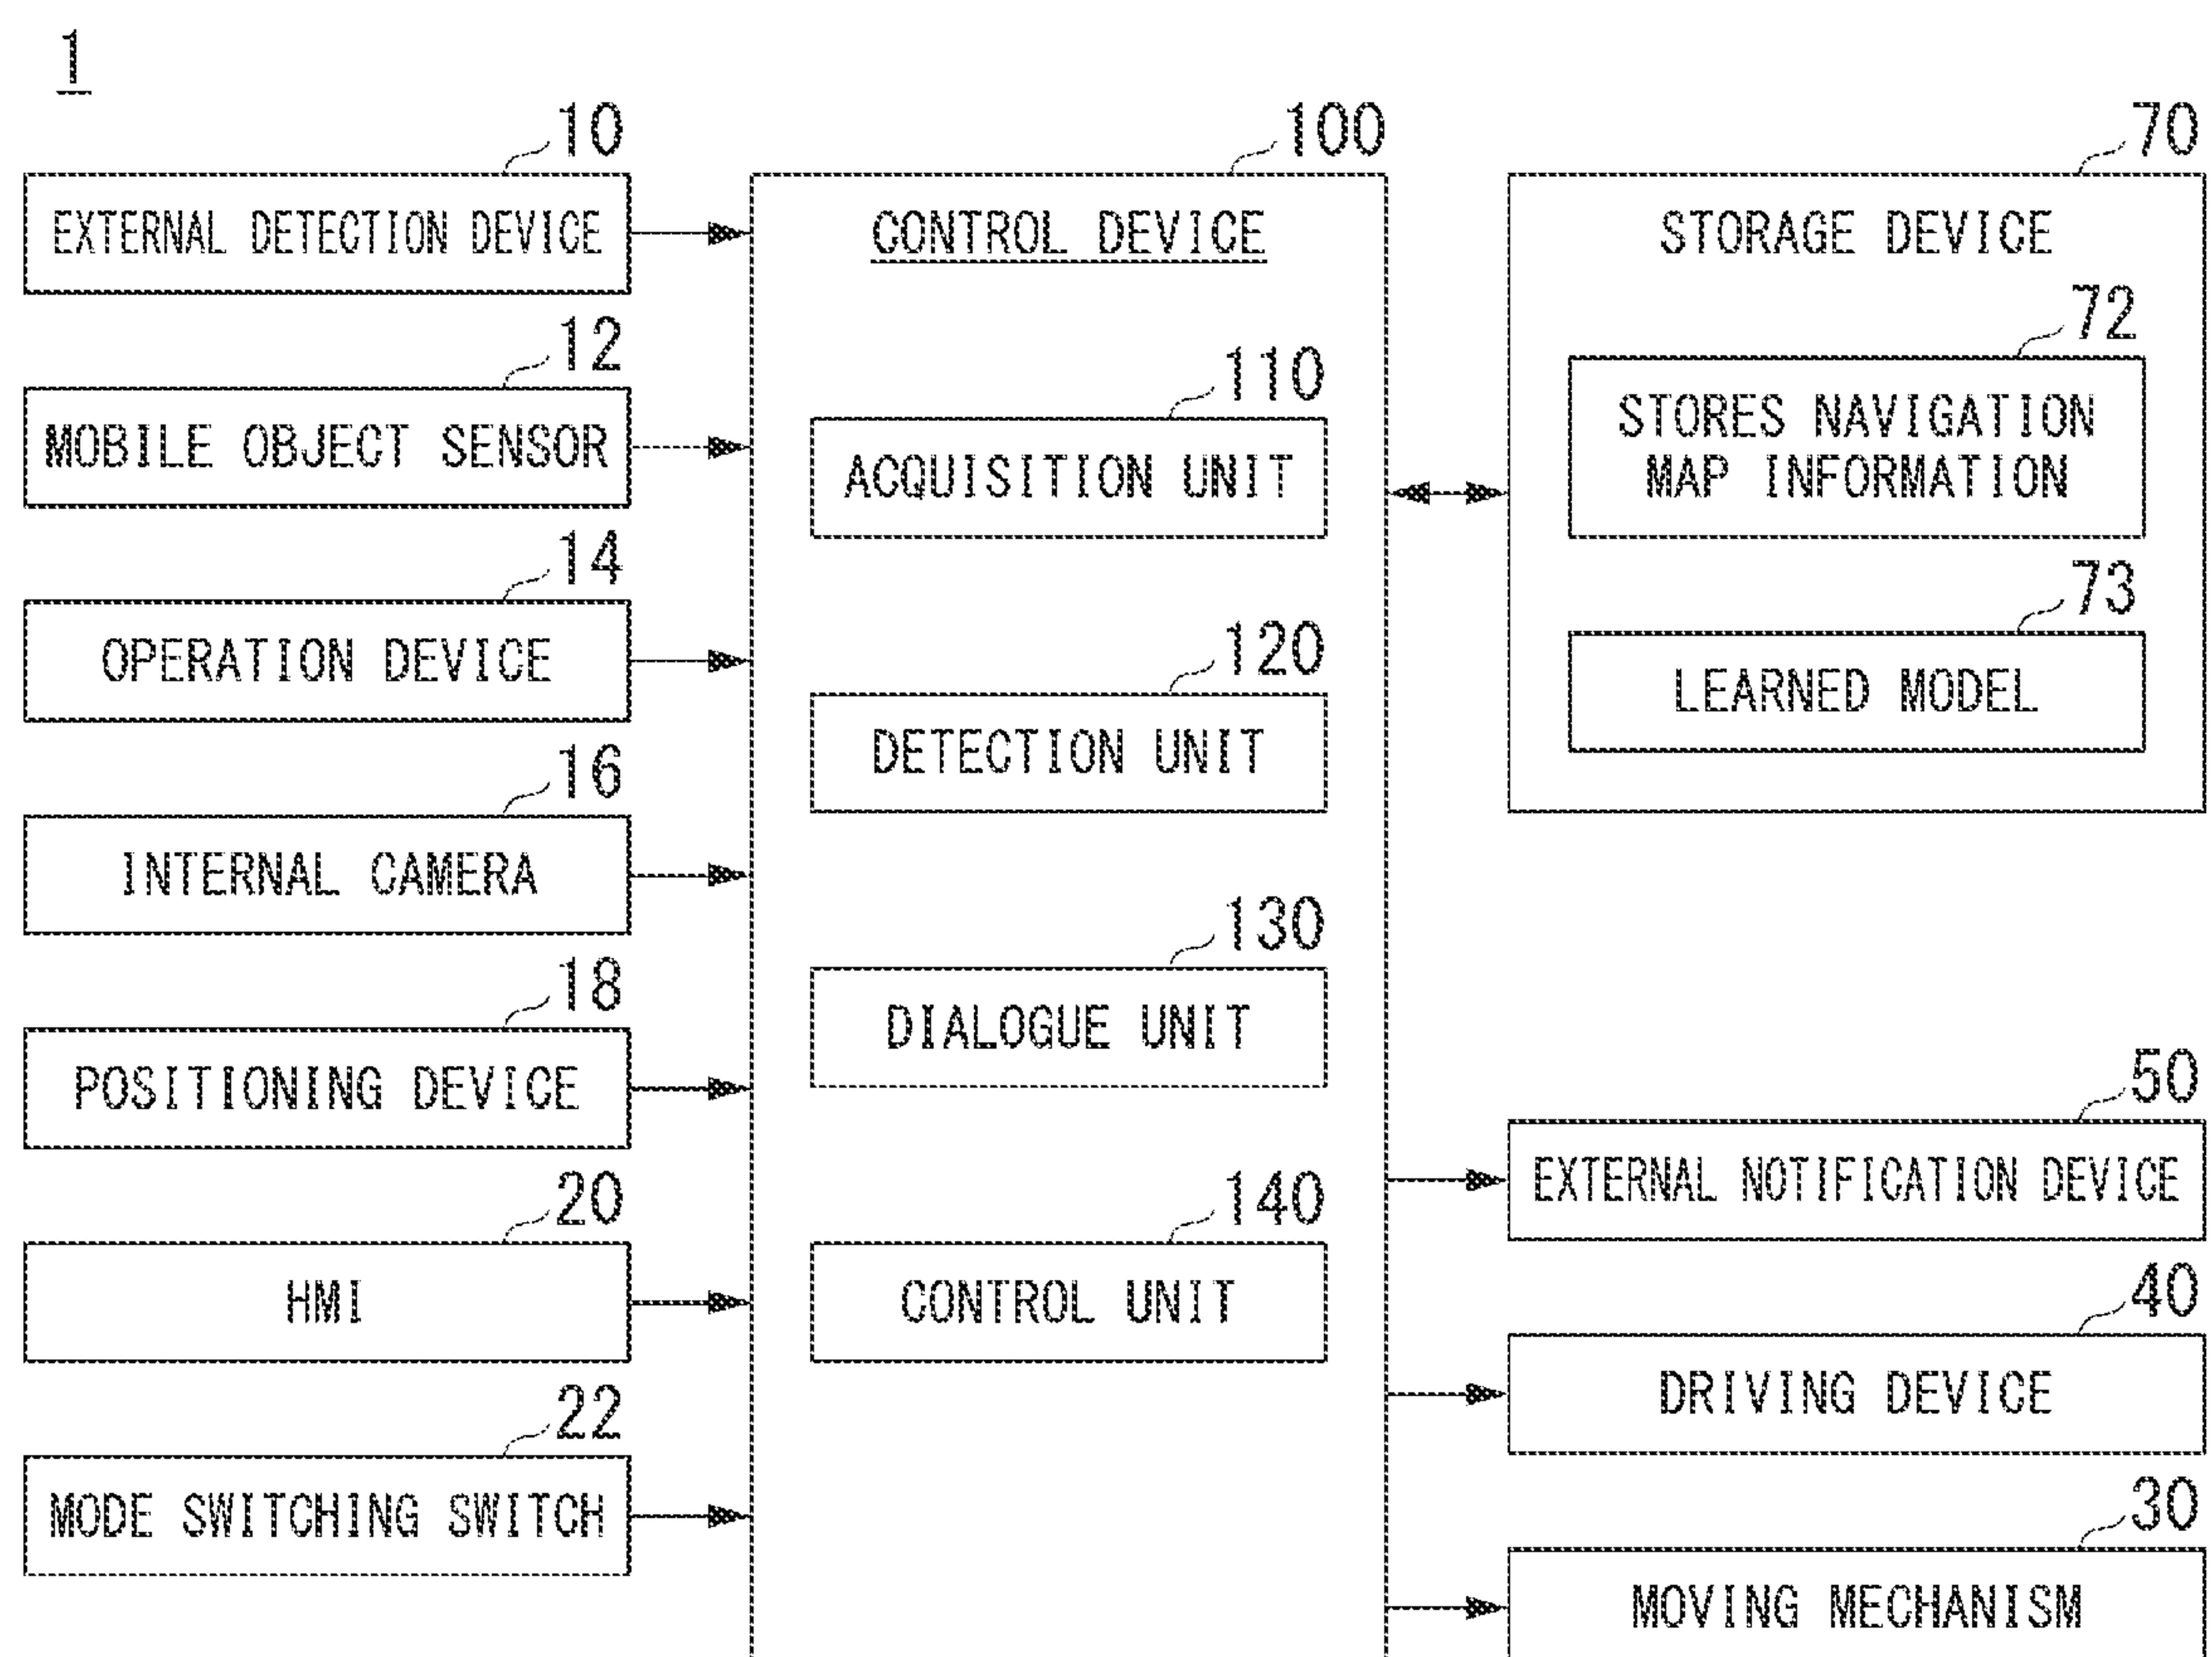 1
10
EXTERNAL DETECTION DEVICE
12
MOBILE OBJECT SENSOR
14
OPERATION DEVICE
16
INTERNAL CAMERA
18
POSITIONING DEVICE
20
HMI
22
MODE SWITCHING SWITCH
100
CONTROL DEVICE
110
ACQUISITION UNIT
120
DETECTION UNIT
130
DIALOGUE UNIT
140
CONTROL UNIT
70
STORAGE DEVICE
72
STORES NAVIGATION
MAP INFORMATION
73
LEARNED MODEL
50
EXTERNAL NOTIFICATION DEVICE
40
DRIVING DEVICE
30
MOVING MECHANISM